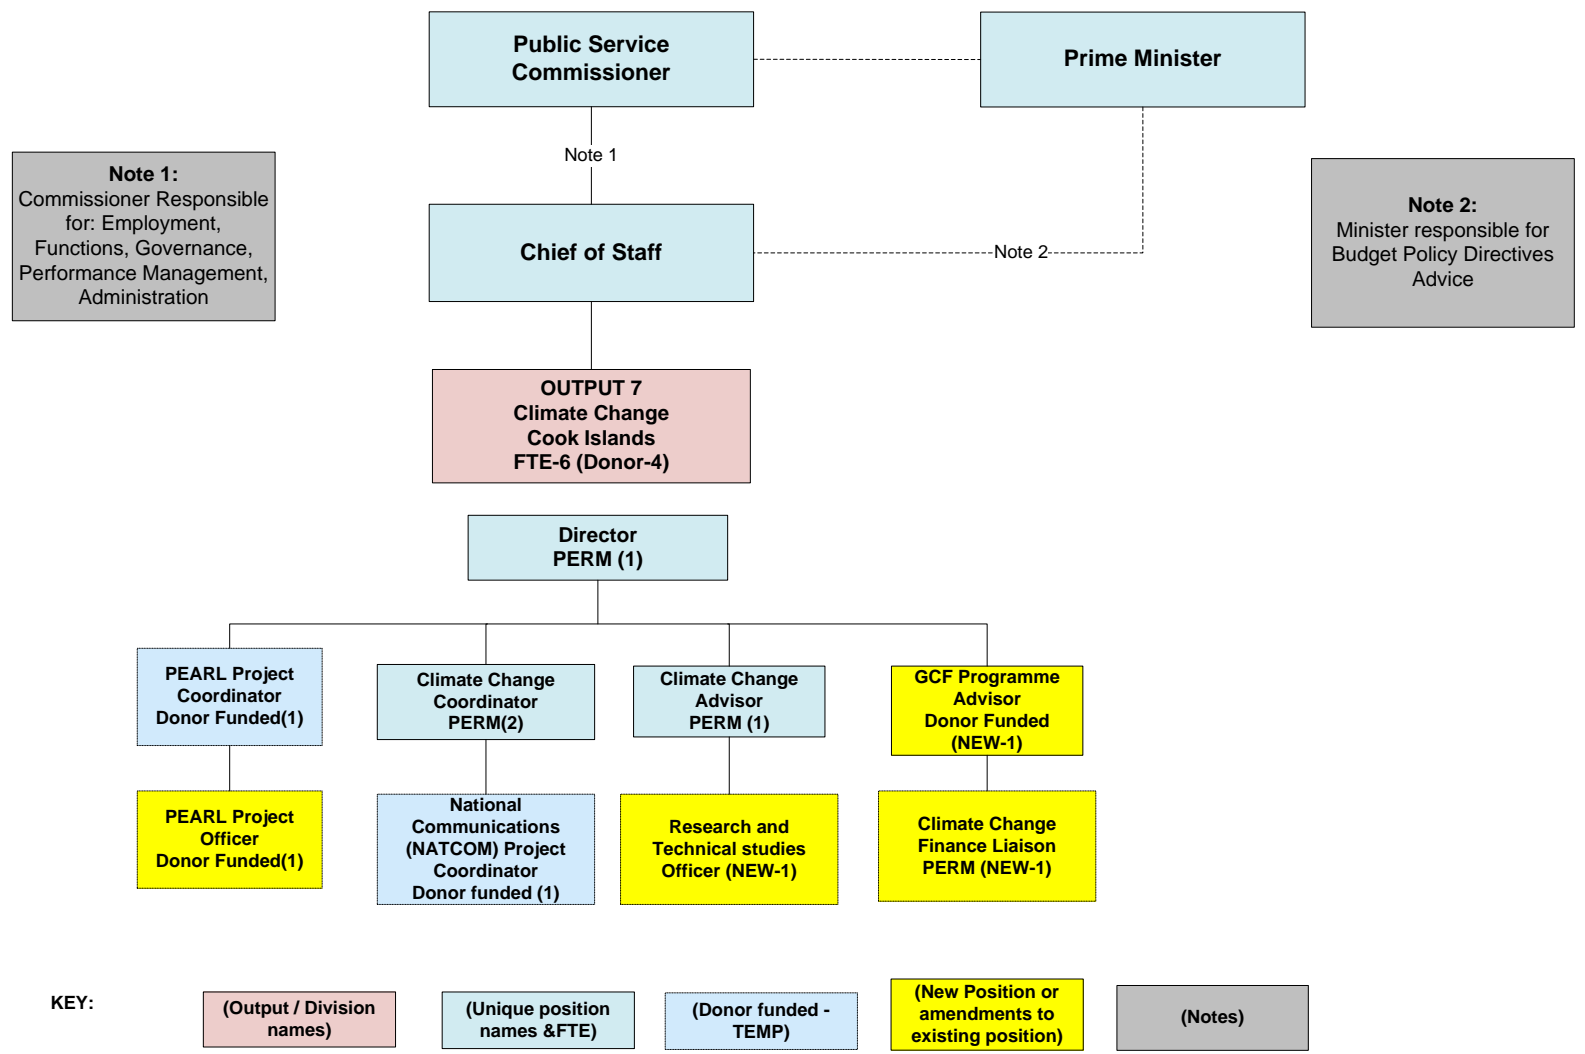 Public Service
Commissioner
Prime Minister
Note 1
Note 1:
Commissioner Responsible
for: Employment,
Functions, Governance,
Performance Management,
Administration
Chief of Staff
Note 2
Note 2:
Minister responsible for
Budget Policy Directives
Advice
OUTPUT 7
Climate Change
Cook Islands
FTE-6 (Donor-4)
Director
PERM (1)
PEARL Project
Coordinator
Donor Funded(1)
Climate Change
Coordinator
PERM(2)
Climate Change
Advisor
PERM (1)
GCF Programme
Advisor
Donor Funded
(NEW-1)
PEARL Project
Officer
Donor Funded(1)
National
Communications
(NATCOM) Project
Coordinator
Donor funded (1)
Research and
Technical studies
Officer (NEW-1)
Climate Change
Finance Liaison
PERM (NEW-1)
KEY:
(Output / Division
names)
(Unique position
names &FTE)
(Donor funded -
TEMP)
(New Position or
amendments to
existing position)
(Notes)